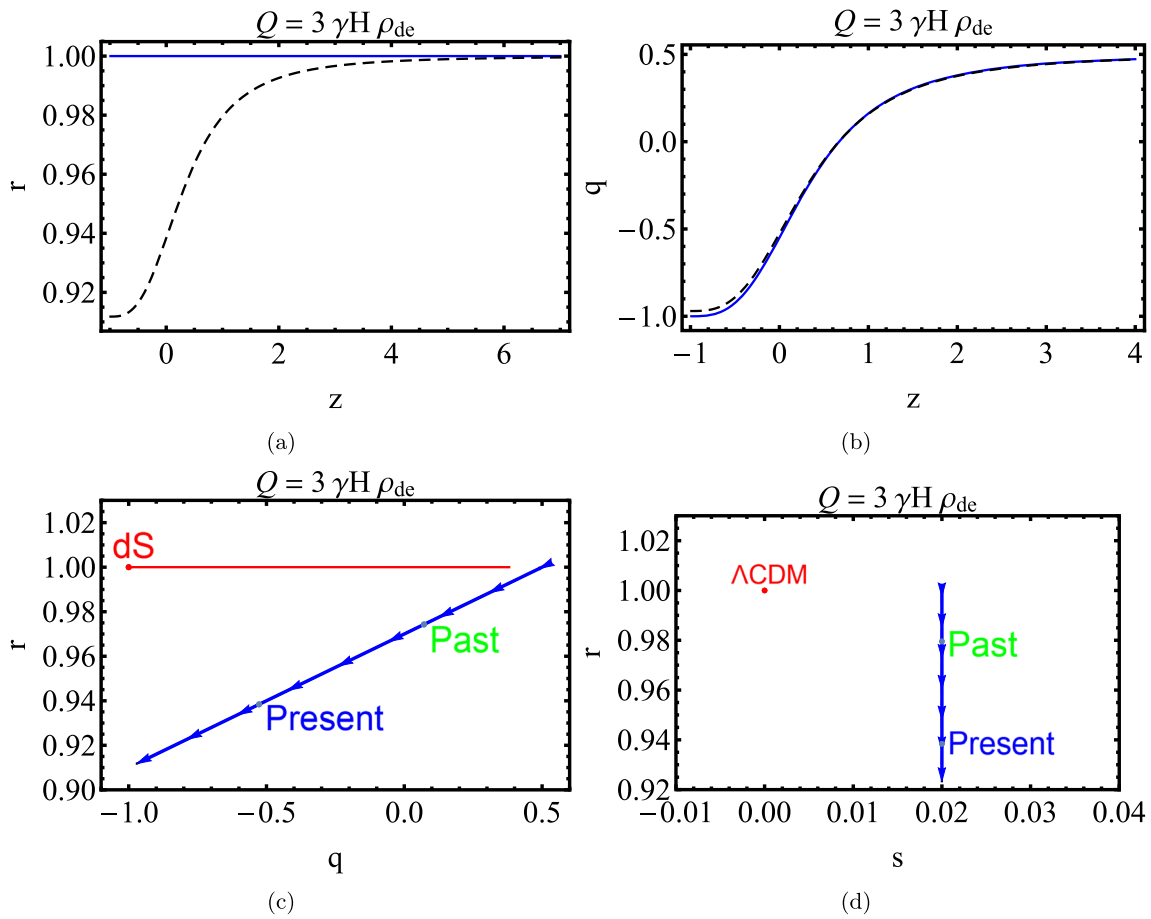 Q = 3 γH ρde
1.00
0.98
0.96
0.94
0.92
r
0
2
4
6
z
(a)
Q = 3 γH ρde
0.5
0.0
−0.5
−1.0
q
−1
0
1
2
3
4
z
(b)
Q = 3 γH ρde
1.02
1.00
0.98
0.96
0.94
0.92
0.90
r
dS
Past
Present
−1.0
−0.5
0.0
0.5
q
(c)
Q = 3 γH ρde
1.02
1.00
0.98
0.96
0.94
0.92
r
ΛCDM
Past
Present
−0.01
0.00
0.01
0.02
0.03
0.04
s
(d)